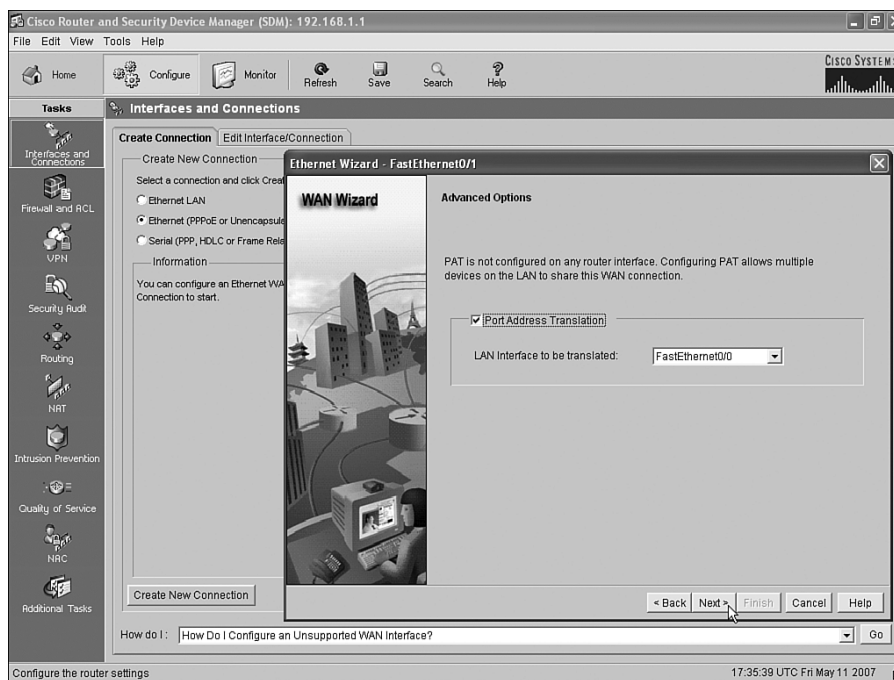 Cisco Router and Security Device Manager (SDM): 192.168.1.1
File Edit View Tools Help
Home Configure Monitor Refresh Save Search Help
CISCO SYSTEMS
Tasks
Interfaces and Connections
Interfaces and Connections
Firewall and ACL
VPN
Security Audit
Routing
NAT
Intrusion Prevention
Quality of Service
NAC
Additional Tasks
Create Connection Edit Interface/Connection
Create New Connection
Select a connection and click Crea
Ethernet LAN
Ethernet (PPPoE or Unencapsule
Serial (PPP, HDLC or Frame Rela
Information
You can configure an Ethernet WA
Connection to start.
Create New Connection
Ethernet Wizard - FastEthernet0/1
WAN Wizard
Advanced Options
PAT is not configured on any router interface. Configuring PAT allows multiple
devices on the LAN to share this WAN connection.
Port Address Translation
LAN Interface to be translated: FastEthernet0/0
< Back Next > Finish Cancel Help
How do I : How Do I Configure an Unsupported WAN Interface? Go
Configure the router settings 17:35:39 UTC Fri May 11 2007